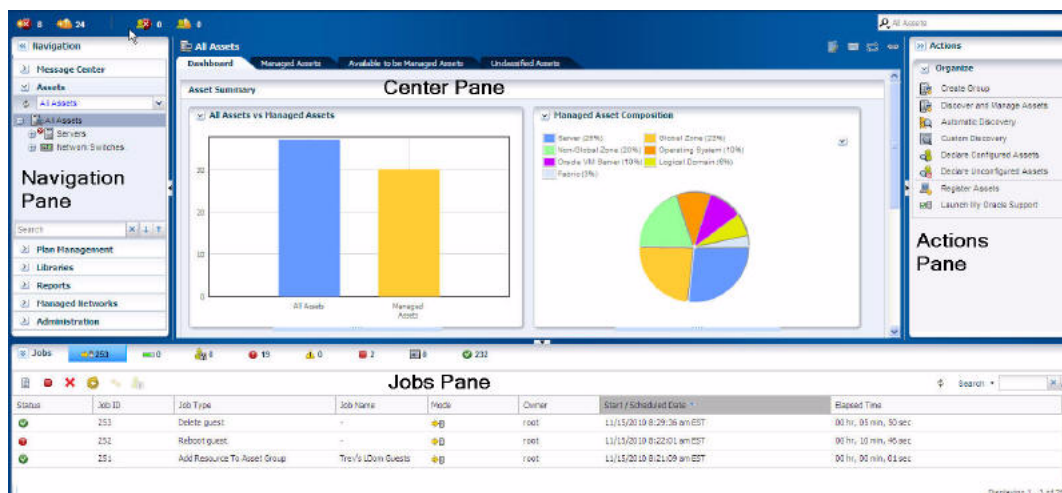 8 24 0 0
All Assets
Navigation
All Assets
Actions
Dashboard Managed Assets Available to be Managed Assets Unclassified Assets
Message Center
Assets
All Assets
All Assets
Servers
Network Switches
Navigation
Pane
Search
Plan Management
Libraries
Reports
Managed Networks
Administration
Asset Summary
Center Pane
All Assets vs Managed Assets
30
20
10
0
All Assets
Managed
Assets
Managed Asset Composition
Server (26%) Global Zone (23%)
Non-Global Zone (20%) Operating System (10%)
Oracle VM Server (10%) Logical Domain (6%)
Fabric (3%)
Organize
Create Group
Discover and Manage Assets
Automatic Discovery
Custom Discovery
Declare Configured Assets
Declare Unconfigured Assets
Register Assets
Launch My Oracle Support
Actions
Pane
Jobs 253 0 0 19 0 2 0 232
Jobs Pane
Search
Status Job ID Job Type Job Name Mode Owner Start / Scheduled Date Elapsed Time
253 Delete guest - root 11/15/2010 8:29:36 am EST 00 hr, 05 min, 50 sec
252 Reboot guest - root 11/15/2010 8:22:01 am EST 00 hr, 10 min, 46 sec
251 Add Resource To Asset Group Trev's LDom Guests root 11/15/2010 8:21:09 am EST 00 hr, 00 min, 01 sec